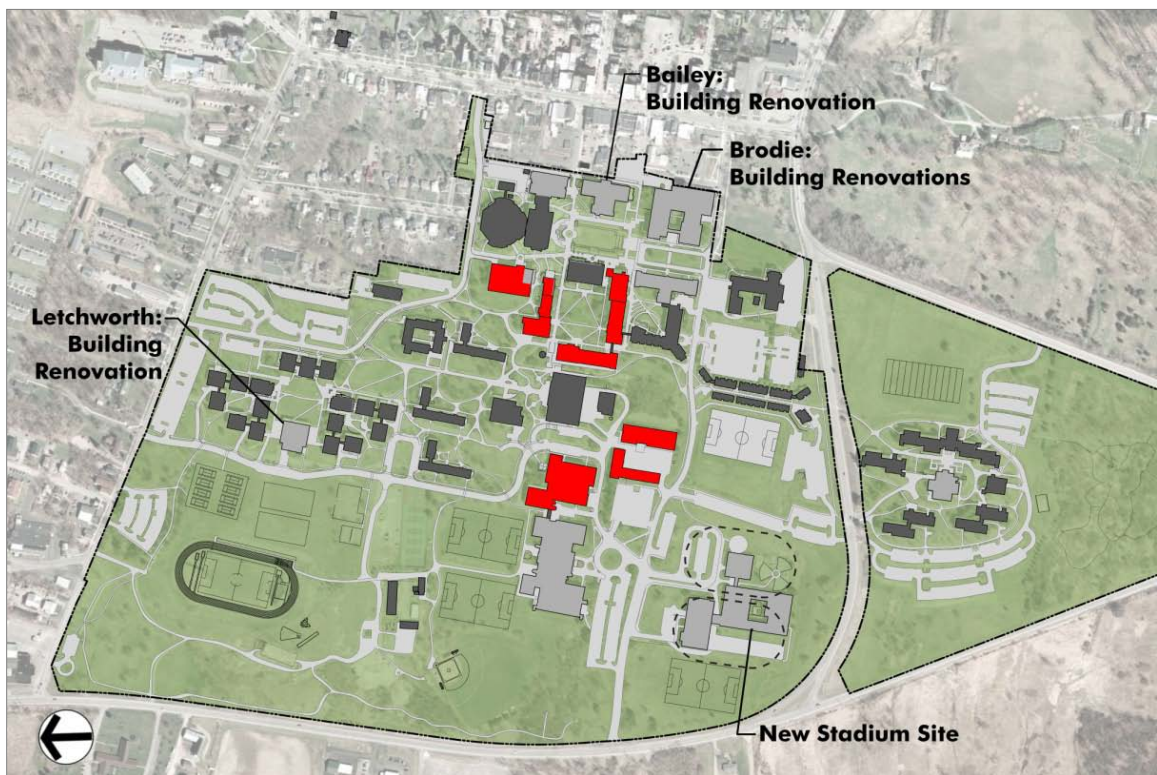 Bailey:
Building Renovation
Brodie:
Building Renovations
Letchworth:
Building
Renovation
New Stadium Site